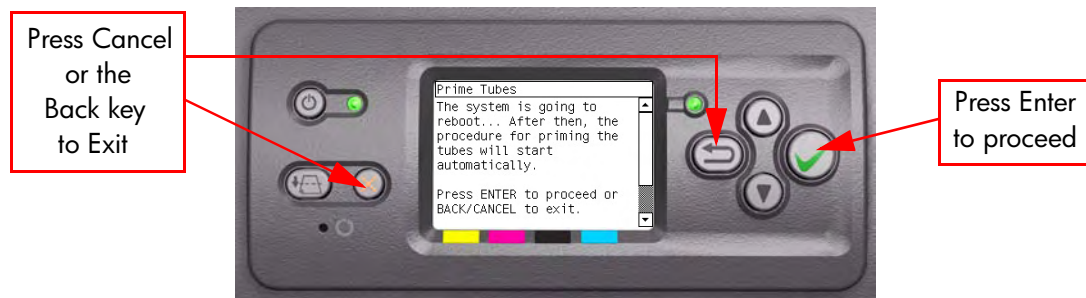 Press Cancel
or the
Back key
to Exit
Prime Tubes
The system is going to
reboot... After then, the
procedure for priming the
tubes will start
automatically.
Press ENTER to proceed or
BACK/CANCEL to exit.
Press Enter
to proceed